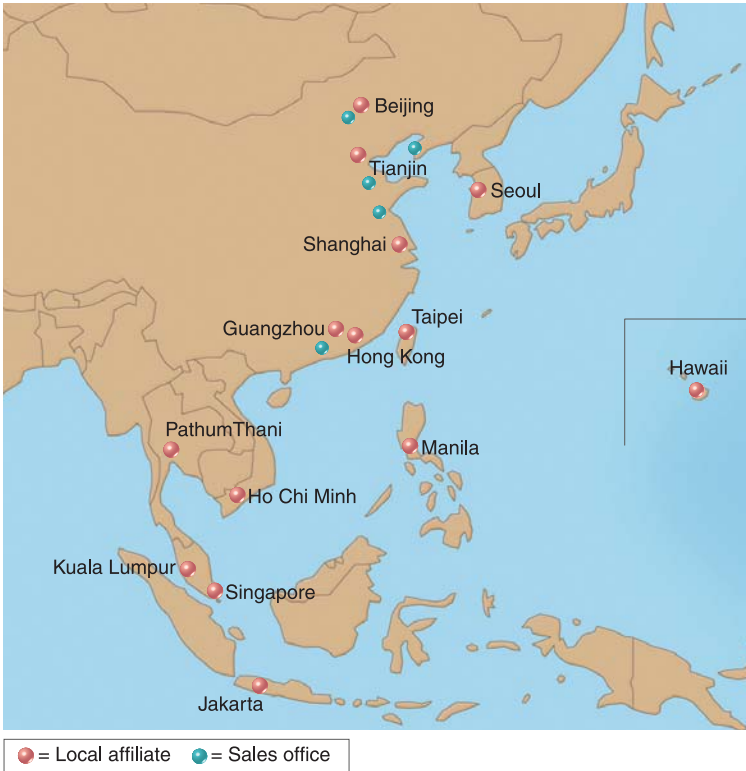 Beijing
Tianjin
Seoul
Shanghai
Taipei
Guangzhou
Hong Kong
Hawaii
PathumThani
Manila
Ho Chi Minh
Kuala Lumpur
Singapore
Jakarta
= Local affiliate = Sales office